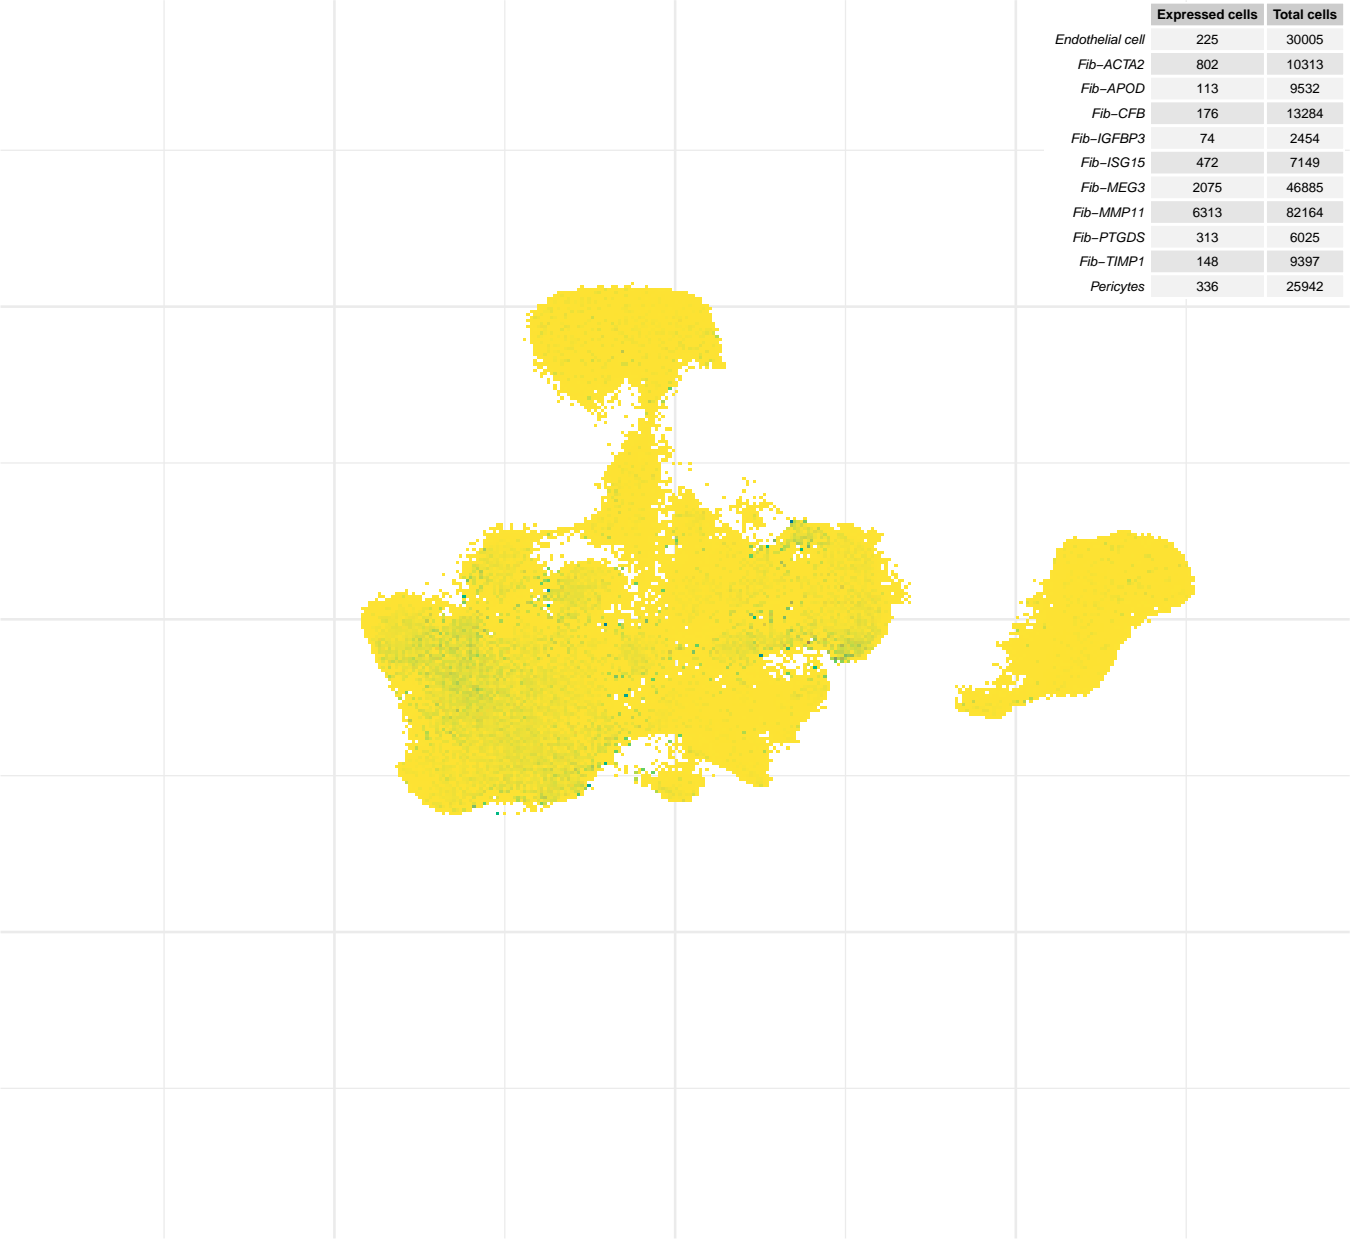 Expressed cells Total cells
Endothelial cell 225 30005
Fib−ACTA2 802 10313
Fib−APOD 113 9532
Fib−CFB 176 13284
Fib−IGFBP3 74 2454
Fib−ISG15 472 7149
Fib−MEG3 2075 46885
Fib−MMP11 6313 82164
Fib−PTGDS 313 6025
Fib−TIMP1 148 9397
Pericytes 336 25942